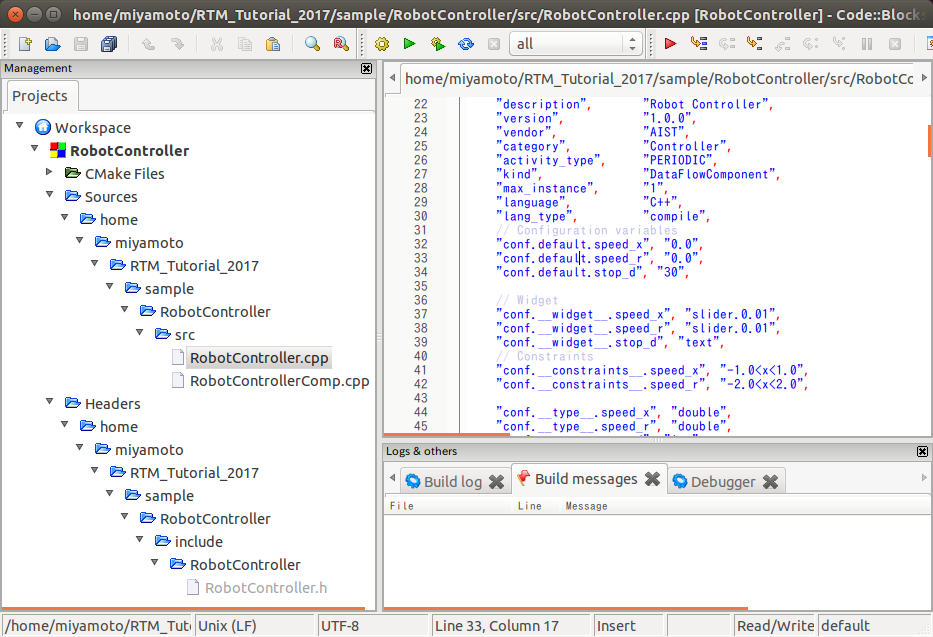 home/miyamoto/RTM_Tutorial_2017/sample/RobotController/src/RobotController.cpp [RobotController] - Code::Block
all
Management
Projects
Workspace
RobotController
CMake Files
Sources
home
miyamoto
RTM_Tutorial_2017
sample
RobotController
src
RobotController.cpp
RobotControllerComp.cpp
Headers
home
miyamoto
RTM_Tutorial_2017
sample
RobotController
include
RobotController
RobotController.h
home/miyamoto/RTM_Tutorial_2017/sample/RobotController/src/RobotCo
22 "description", "Robot Controller",
23 "version", "1.0.0",
24 "vendor", "AIST",
25 "category", "Controller",
26 "activity_type", "PERIODIC",
27 "kind", "DataFlowComponent",
28 "max_instance", "1",
29 "language", "C++",
30 "lang_type", "compile",
31 // Configuration variables
32 "conf.default.speed_x", "0.0",
33 "conf.default.speed_r", "0.0",
34 "conf.default.stop_d", "30",
35
36 // Widget
37 "conf.__widget__.speed_x", "slider.0.01",
38 "conf.__widget__.speed_r", "slider.0.01",
39 "conf.__widget__.stop_d", "text",
40 // Constraints
41 "conf.__constraints__.speed_x", "-1.0<x<1.0",
42 "conf.__constraints__.speed_r", "-2.0<x<2.0",
43
44 "conf.__type__.speed_x", "double",
45 "conf.__type__.speed_r", "double",
Logs & others
Build log
Build messages
Debugger
File Line Message
/home/miyamoto/RTM_Tut Unix (LF) UTF-8 Line 33, Column 17 Insert Read/Write default